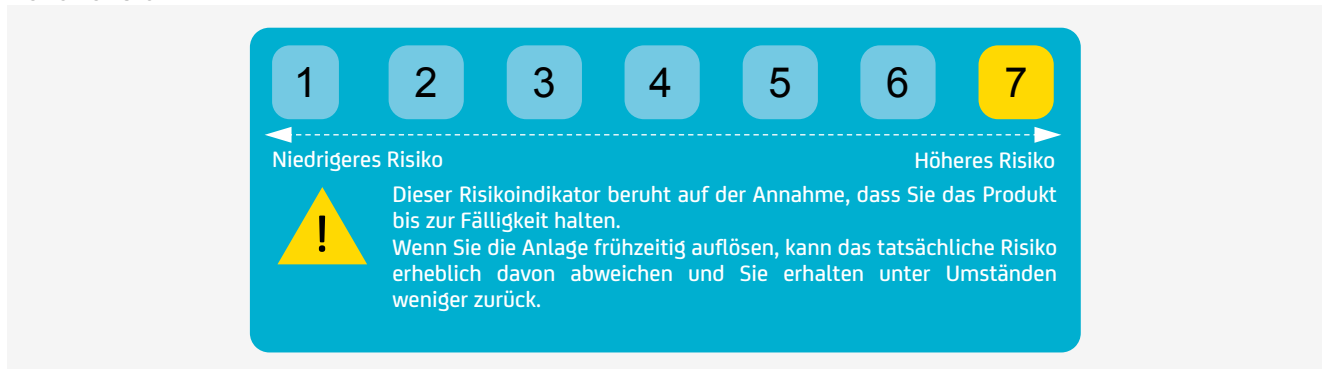 1 2 3 4 5 6 7
Niedrigeres Risiko Höheres Risiko
!
Dieser Risikoindikator beruht auf der Annahme, dass Sie das Produkt
bis zur Fälligkeit halten.
Wenn Sie die Anlage frühzeitig auflösen, kann das tatsächliche Risiko
erheblich davon abweichen und Sie erhalten unter Umständen
weniger zurück.